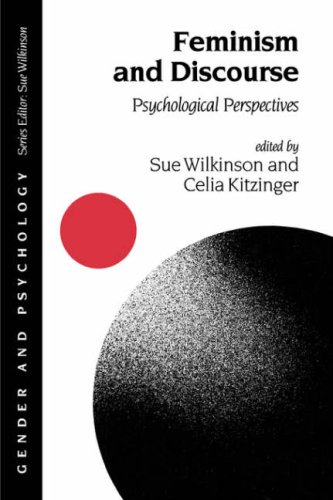 Feminism
and Discourse
Psychological Perspectives
edited by
Sue Wilkinson and
Celia Kitzinger
GENDER AND PSYCHOLOGY
Series Editor: Sue Wilkinson